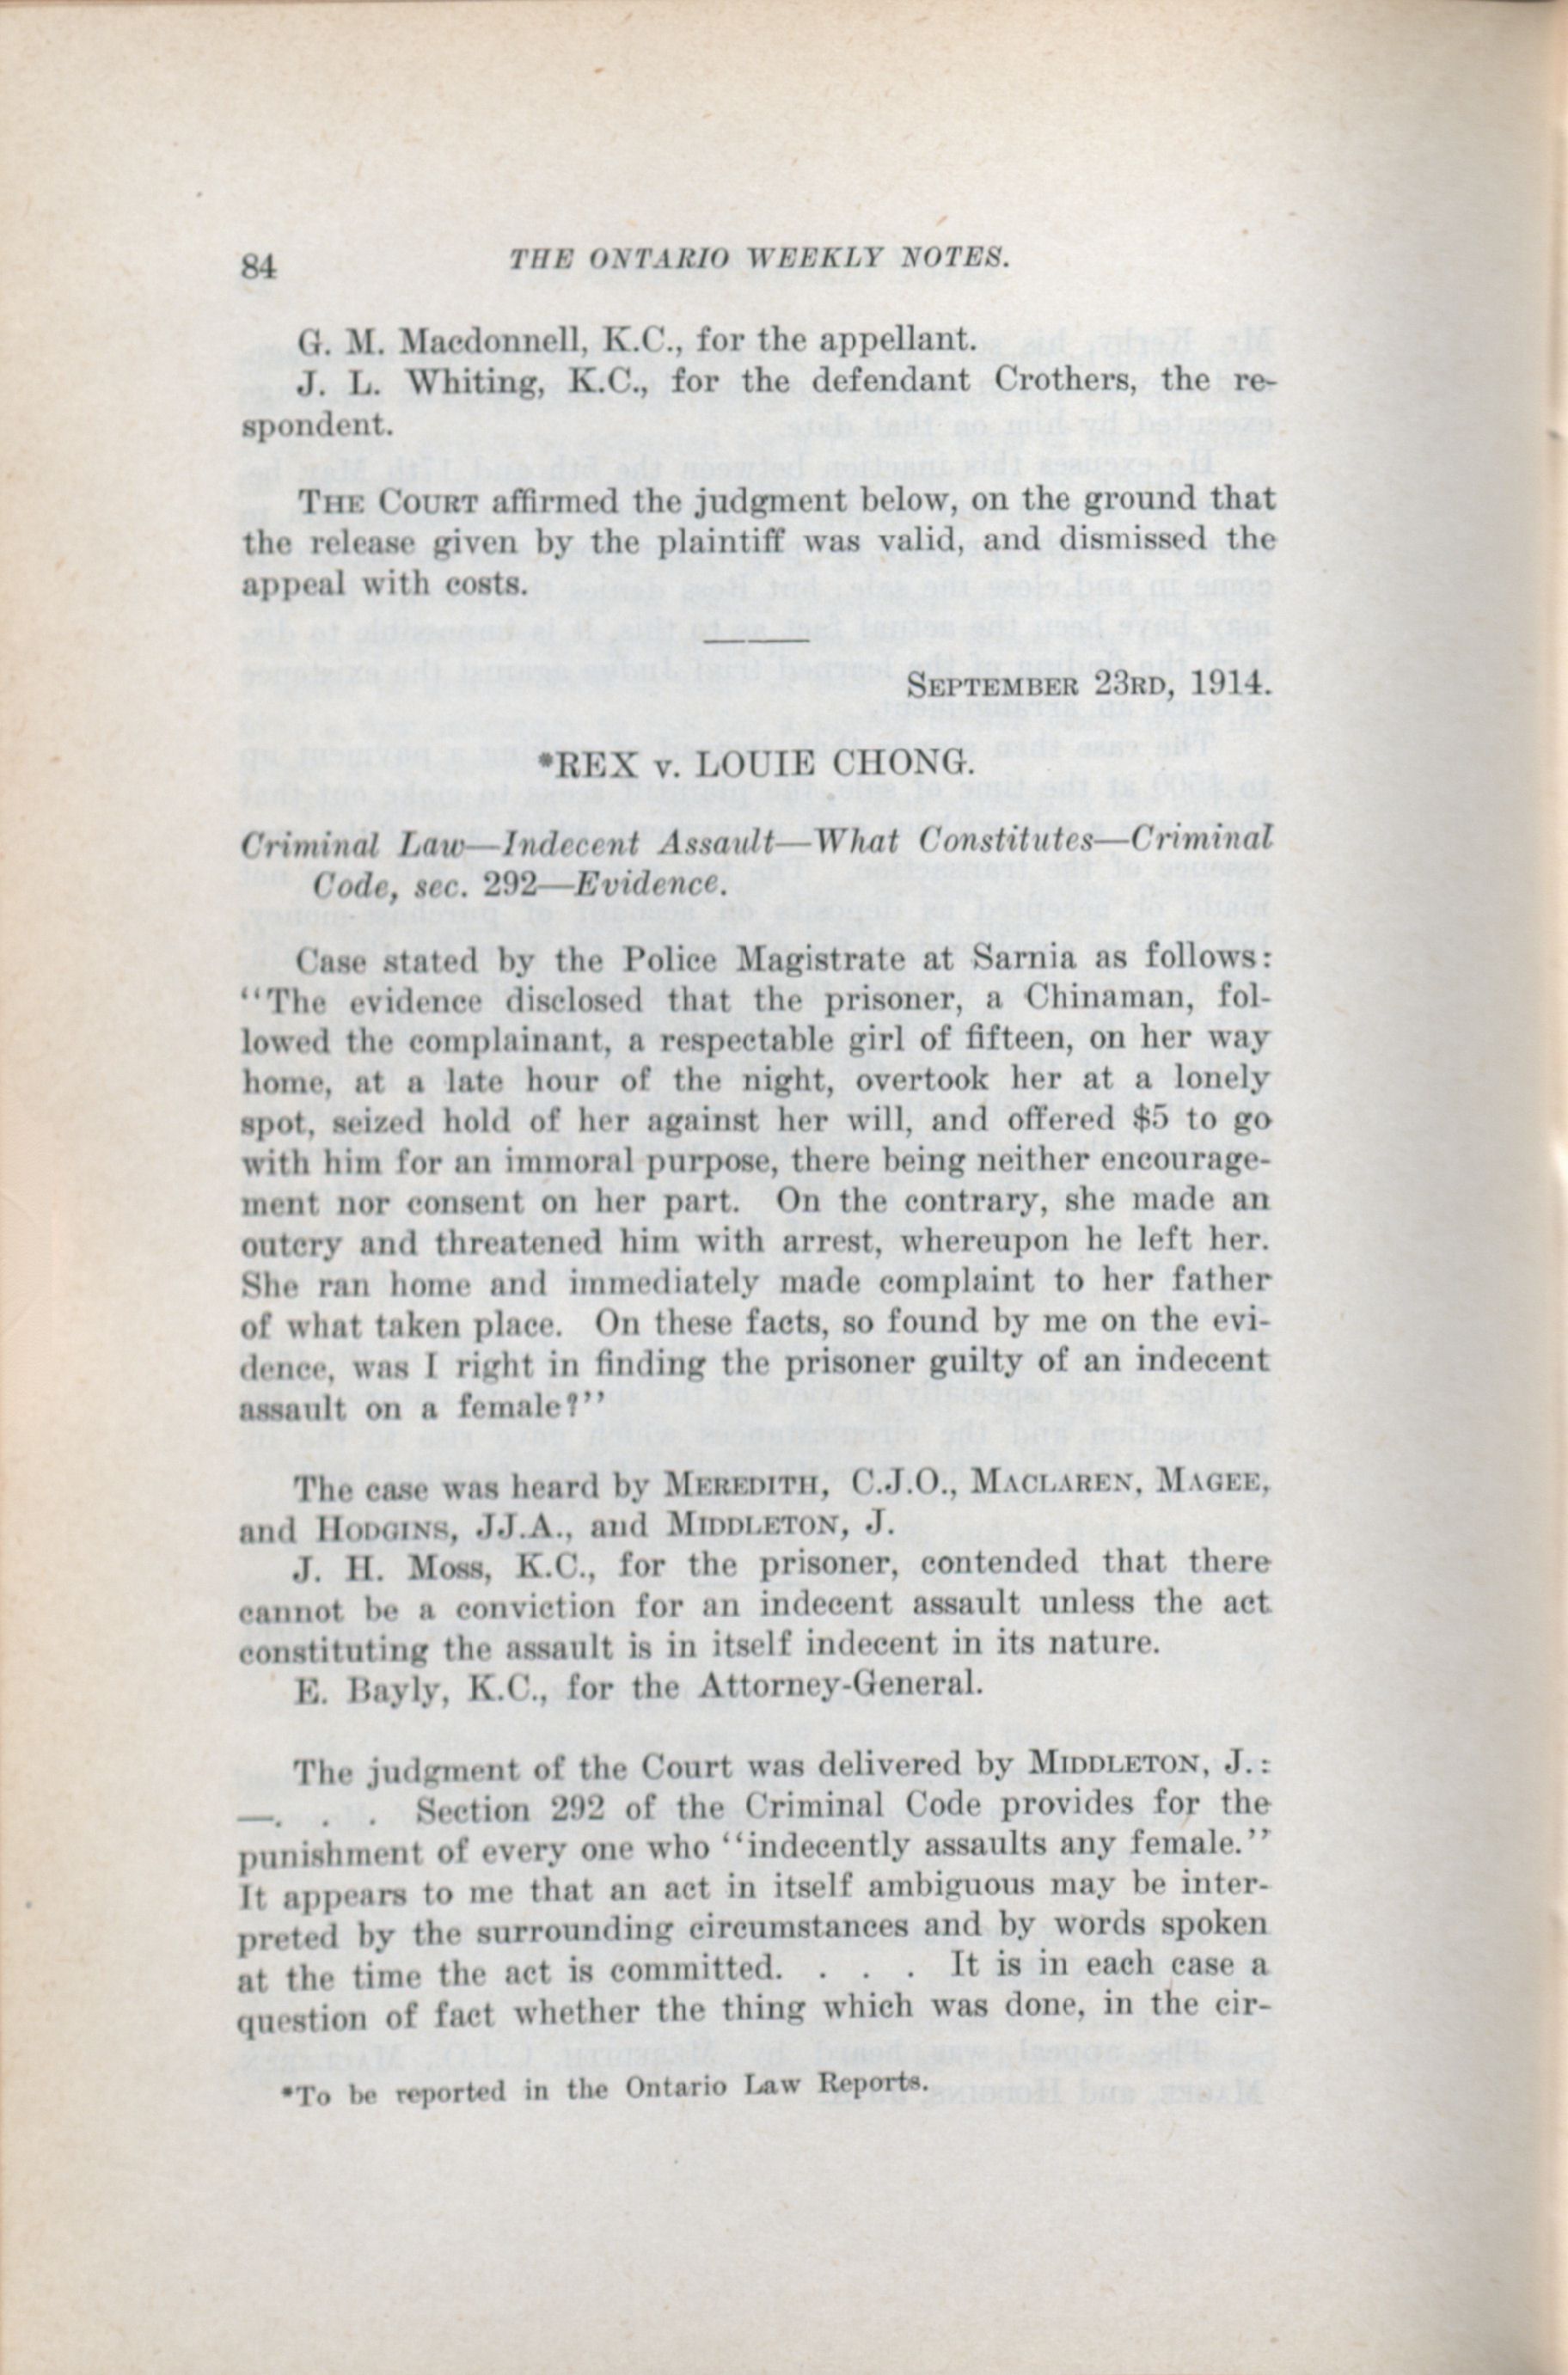 84
THE ONTARIO WEEKLY NOTES.
G. M. Macdonnell, K.C., for the appellant.
J. L. Whiting, K.C., for the defendant Crothers, the re-
spondent.
THE COURT affirmed the judgment below, on the ground that
the release given by the plaintiff was valid, and dismissed the
appeal with costs.
SEPTEMBER 23RD, 1914.
*REX v. LOUIE CHONG.
Criminal Law—Indecent Assault—What Constitutes—Criminal
Code, sec. 292—Evidence.
Case stated by the Police Magistrate at Sarnia as follows:
“The evidence disclosed that the prisoner, a Chinaman, fol-
lowed the complainant, a respectable girl of fifteen, on her way
home, at a late hour of the night, overtook her at a lonely
spot, seized hold of her against her will, and offered $5 to go
with him for an immoral purpose, there being neither encourage-
ment nor consent on her part. On the contrary, she made an
outcry and threatened him with arrest, whereupon he left her.
She ran home and immediately made complaint to her father
of what taken place. On these facts, so found by me on the evi-
dence, was I right in finding the prisoner guilty of an indecent
assault on a female?”
The case was heard by MEREDITH, C.J.O., MACLAREN, MAGEE,
and HODGINS, JJ.A., and MIDDLETON, J.
J. H. Moss, K.C., for the prisoner, contended that there
cannot be a conviction for an indecent assault unless the act
constituting the assault is in itself indecent in its nature.
E. Bayly, K.C., for the Attorney-General.
The judgment of the Court was delivered by MIDDLETON, J.:
—. . . Section 292 of the Criminal Code provides for the
punishment of every one who “indecently assaults any female.”
It appears to me that an act in itself ambiguous may be inter-
preted by the surrounding circumstances and by words spoken
at the time the act is committed. . . . It is in each case a
question of fact whether the thing which was done, in the cir-
*To be reported in the Ontario Law Reports.